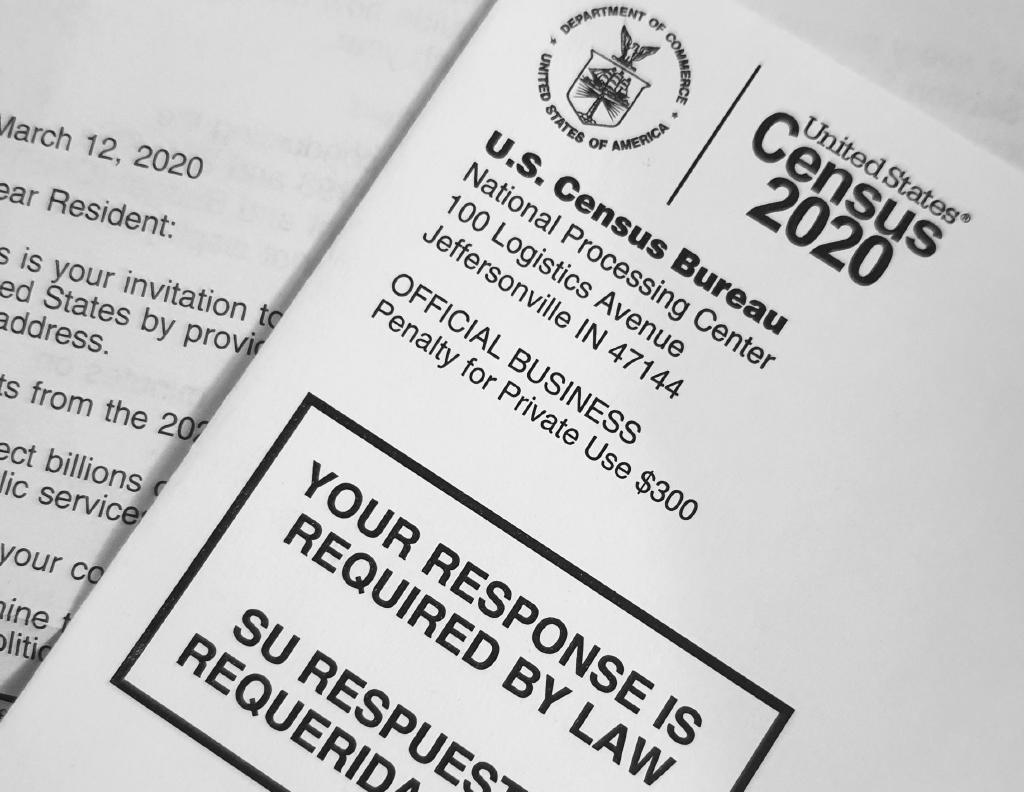 March 12, 2020
ear Resident:
s is your invitation to
ed States by provi
address.
ts from the 202
ect billions
lic service
your co
nine
olitic
DEPARTMENT OF COMMERCE
UNITED STATES OF AMERICA
United States®
Census
2020
U.S. Census Bureau
National Processing Center
100 Logistics Avenue
Jeffersonville IN 47144
OFFICIAL BUSINESS
Penalty for Private Use $300
YOUR RESPONSE IS
REQUIRED BY LAW
SU RESPUEST
REQUERIDA